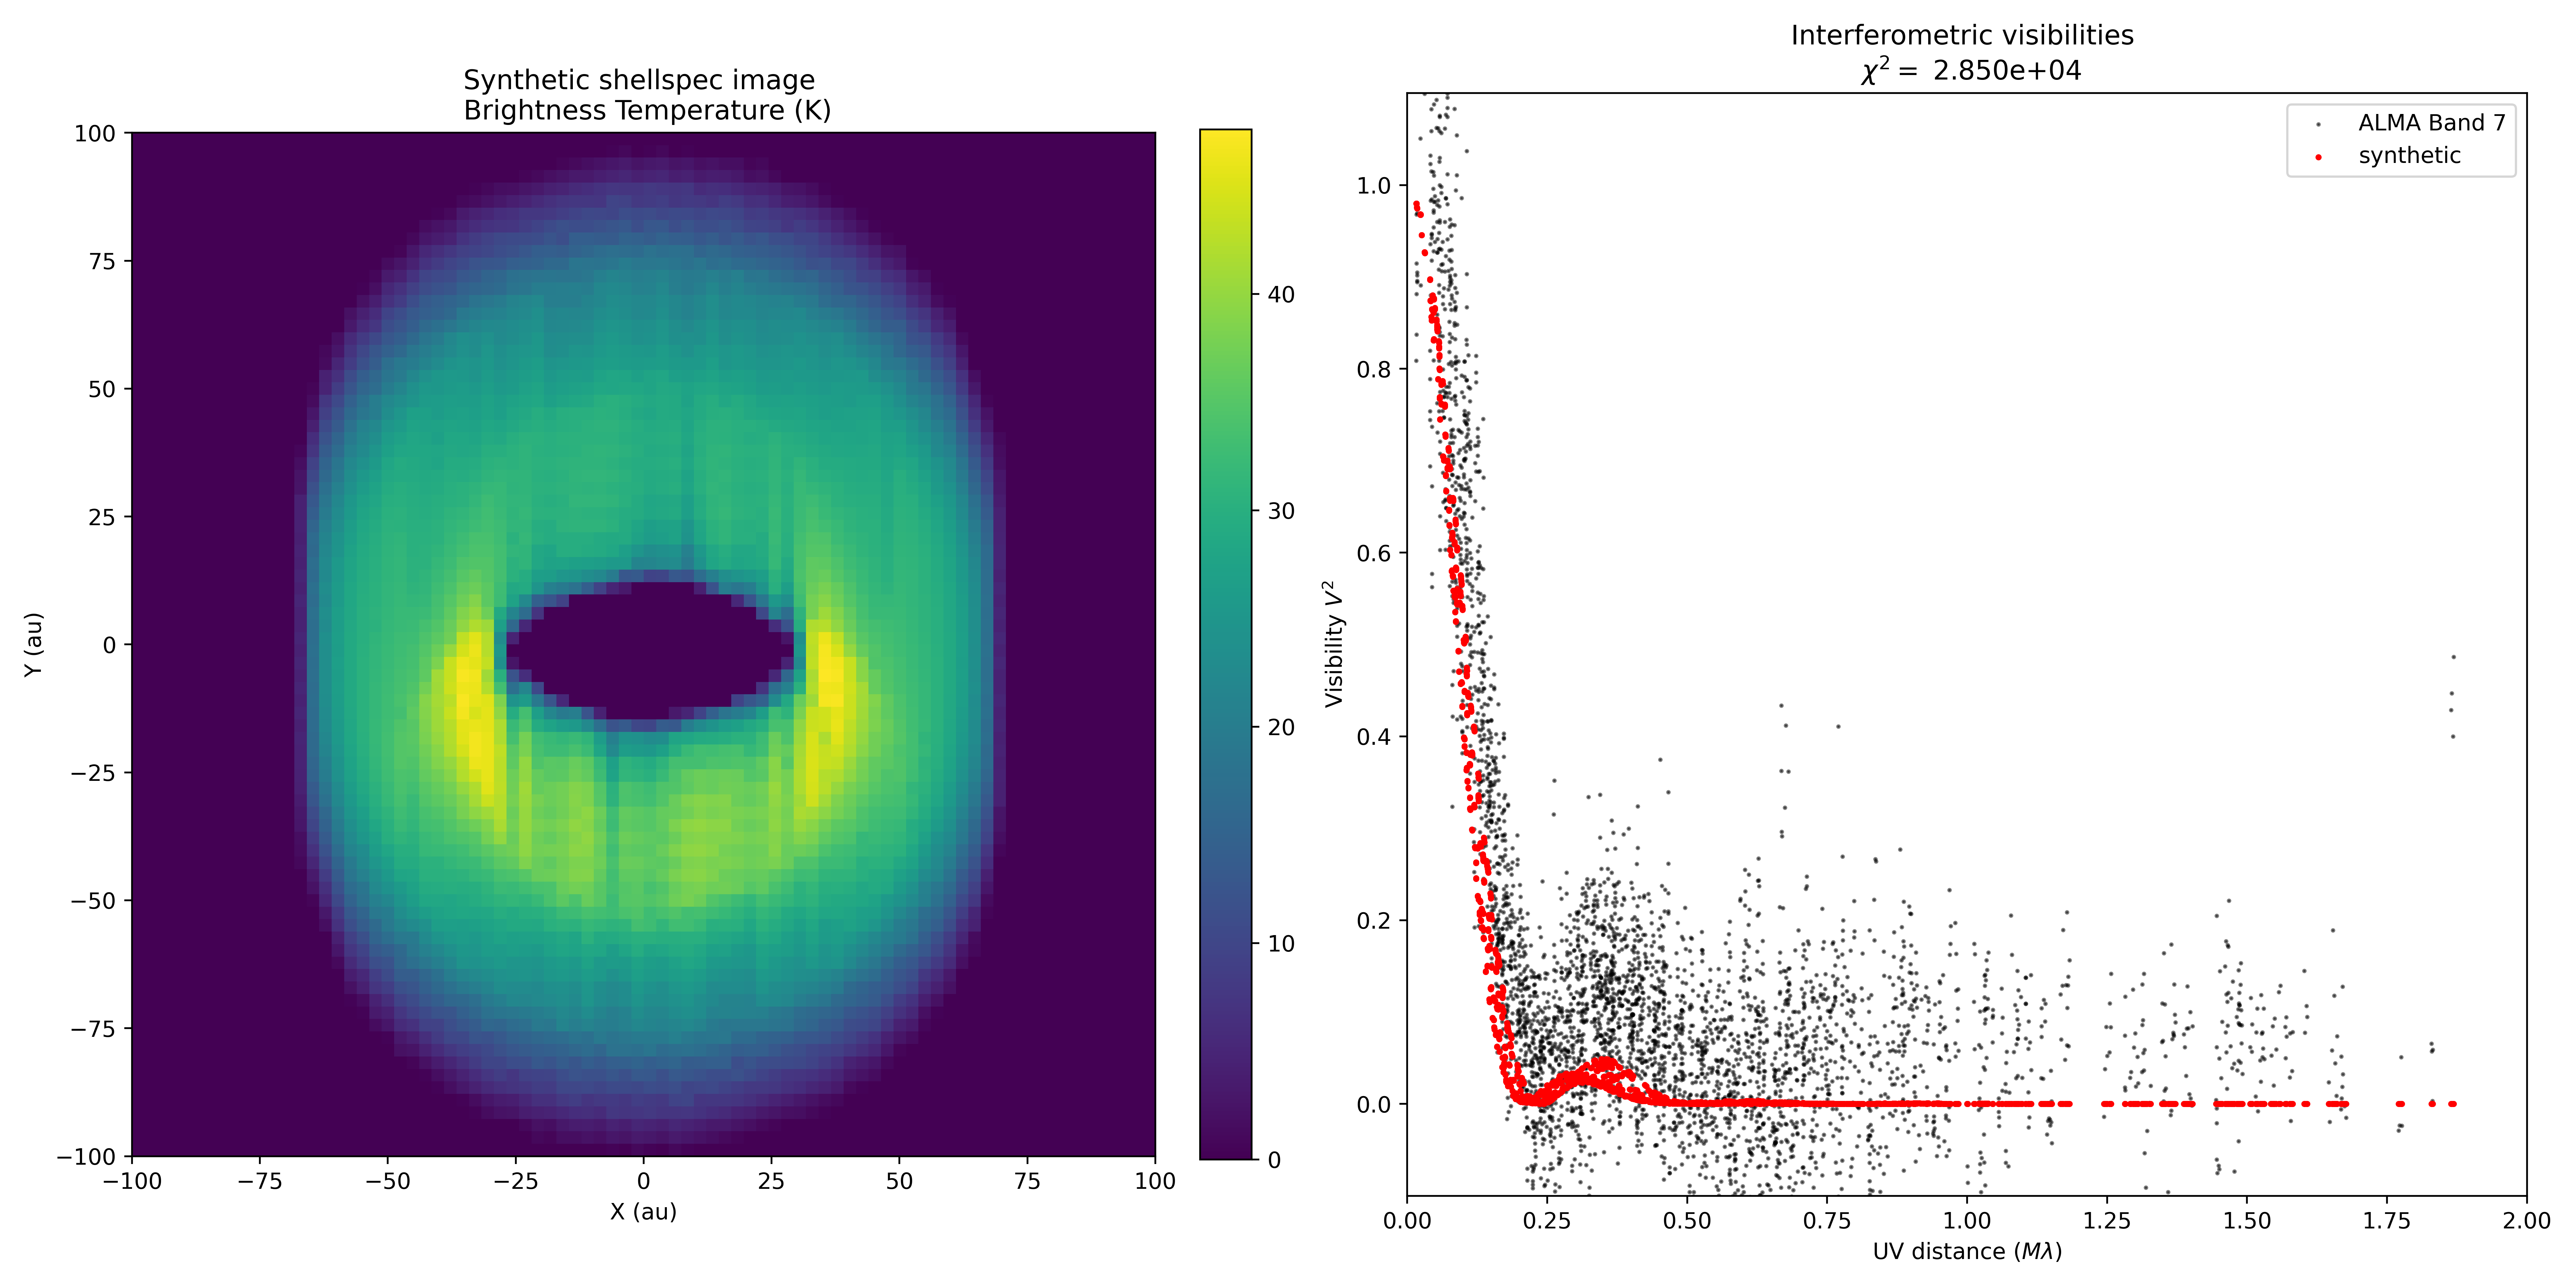 Synthetic shellspec image
Brightness Temperature (K)
100
75
50
25
0
−25
−50
−75
−100
Y (au)
−100 −75 −50 −25 0 25 50 75 100
X (au)
40
30
20
10
0
Interferometric visibilities
χ² = 2.850e+04
ALMA Band 7
synthetic
1.0
0.8
0.6
0.4
0.2
0.0
Visibility V²
0.00 0.25 0.50 0.75 1.00 1.25 1.50 1.75 2.00
UV distance (Mλ)